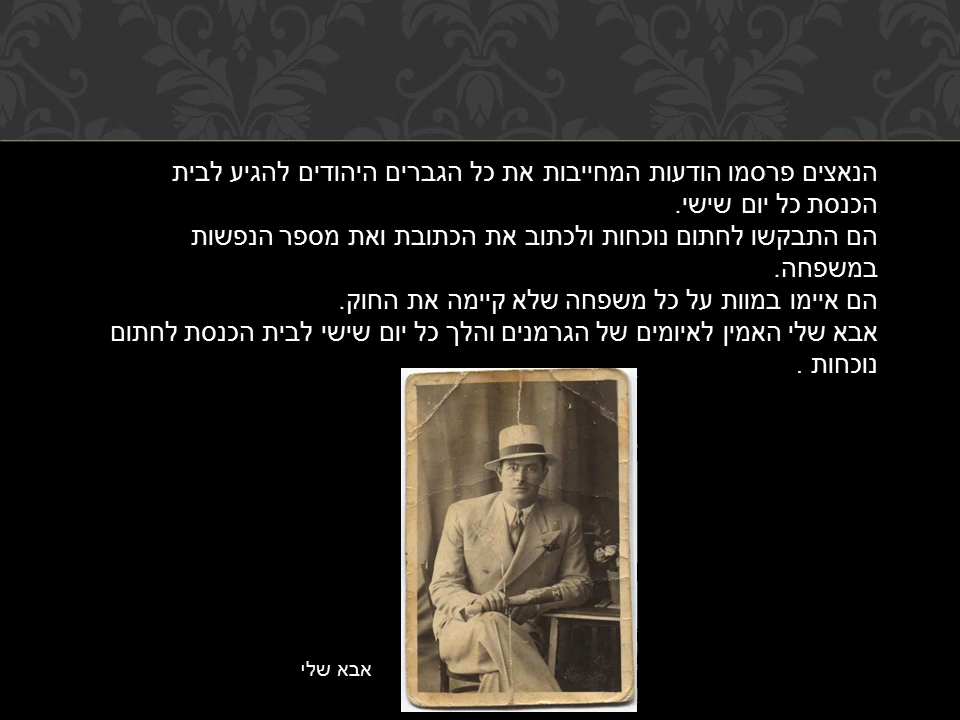 הנאצים פרסמו הודעות המחייבות את כל הגברים היהודים להגיע לבית
הכנסת כל יום שישי.
הם התבקשו לחתום נוכחות ולכתוב את הכתובת ואת מספר הנפשות
במשפחה.
הם איימו במוות על כל משפחה שלא קיימה את החוק.
אבא שלי האמין לאיומים של הגרמנים והלך כל יום שישי לבית הכנסת לחתום
נוכחות .
אבא שלי